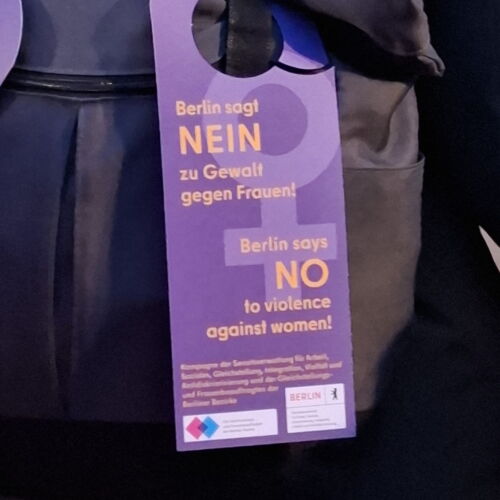 Berlin sagt
NEIN
zu Gewalt
gegen Frauen!
Berlin says
NO
to violence
against women!
Kampagne der Senatsverwaltung für Arbeit,
Soziales, Gleichstellung, Integration, Vielfalt und
Antidiskriminierung und der Gleichstellungs-
und Frauenbeauftragten der
Berliner Bezirke
BERLIN